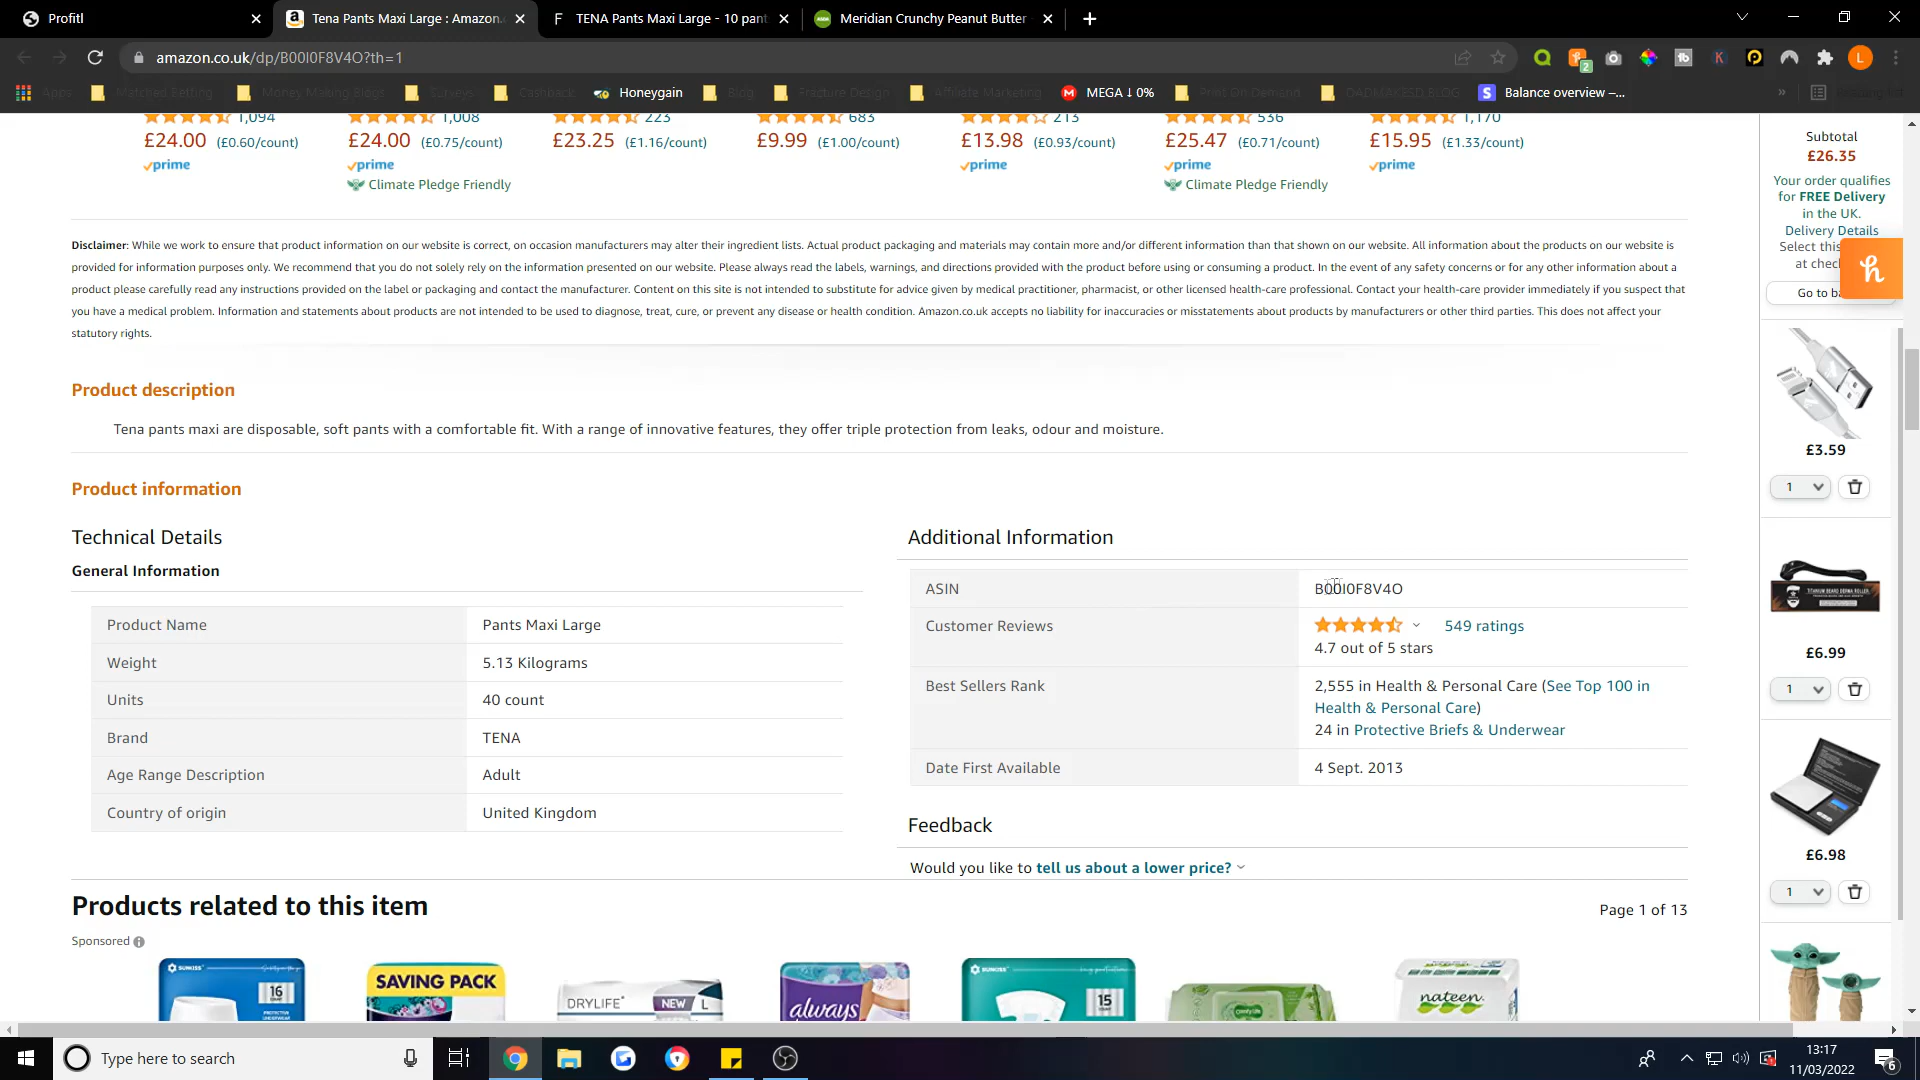 Profitl
Tena Pants Maxi Large : Amazon.
TENA Pants Maxi Large - 10 pant
Meridian Crunchy Peanut Butter
amazon.co.uk/dp/B00I0F8V4O?th=1
Apps
Matched Betting
Money Making Blogs
Surveys
Cashback
Honeygain
Blog
Fracture Design
Affiliate Marketing
MEGA ↓ 0%
Print On Demand
DADMAKESD BLOG
Balance overview –...
1,094
1,008
223
683
213
536
1,170
£24.00 (£0.60/count)
£24.00 (£0.75/count)
£23.25 (£1.16/count)
£9.99 (£1.00/count)
£13.98 (£0.93/count)
£25.47 (£0.71/count)
£15.95 (£1.33/count)
prime
prime
prime
prime
prime
Climate Pledge Friendly
Climate Pledge Friendly
Disclaimer: While we work to ensure that product information on our website is correct, on occasion manufacturers may alter their ingredient lists. Actual product packaging and materials may contain more and/or different information than that shown on our website. All information about the products on our website is
provided for information purposes only. We recommend that you do not solely rely on the information presented on our website. Please always read the labels, warnings, and directions provided with the product before using or consuming a product. In the event of any safety concerns or for any other information about a
product please carefully read any instructions provided on the label or packaging and contact the manufacturer. Content on this site is not intended to substitute for advice given by medical practitioner, pharmacist, or other licensed health-care professional. Contact your health-care provider immediately if you suspect that
you have a medical problem. Information and statements about products are not intended to be used to diagnose, treat, cure, or prevent any disease or health condition. Amazon.co.uk accepts no liability for inaccuracies or misstatements about products by manufacturers or other third parties. This does not affect your
statutory rights.
Product description
Tena pants maxi are disposable, soft pants with a comfortable fit. With a range of innovative features, they offer triple protection from leaks, odour and moisture.
Product information
Technical Details
General Information
Product Name Pants Maxi Large
Weight 5.13 Kilograms
Units 40 count
Brand TENA
Age Range Description Adult
Country of origin United Kingdom
Additional Information
ASIN B00I0F8V4O
Customer Reviews 549 ratings
4.7 out of 5 stars
Best Sellers Rank 2,555 in Health & Personal Care (See Top 100 in
Health & Personal Care)
24 in Protective Briefs & Underwear
Date First Available 4 Sept. 2013
Feedback
Would you like to tell us about a lower price?
Products related to this item
Page 1 of 13
Sponsored
SUNKISS
16
COUNT
SAVING PACK
DRYLIFE
NEW L
always
SUNKISS
15
COUNT
nateen.
Subtotal
£26.35
Your order qualifies
for FREE Delivery
in the UK.
Delivery Details
Select this
at chec
Go to ba
£3.59
1
£6.99
1
£6.98
1
Type here to search
13:17
11/03/2022
6